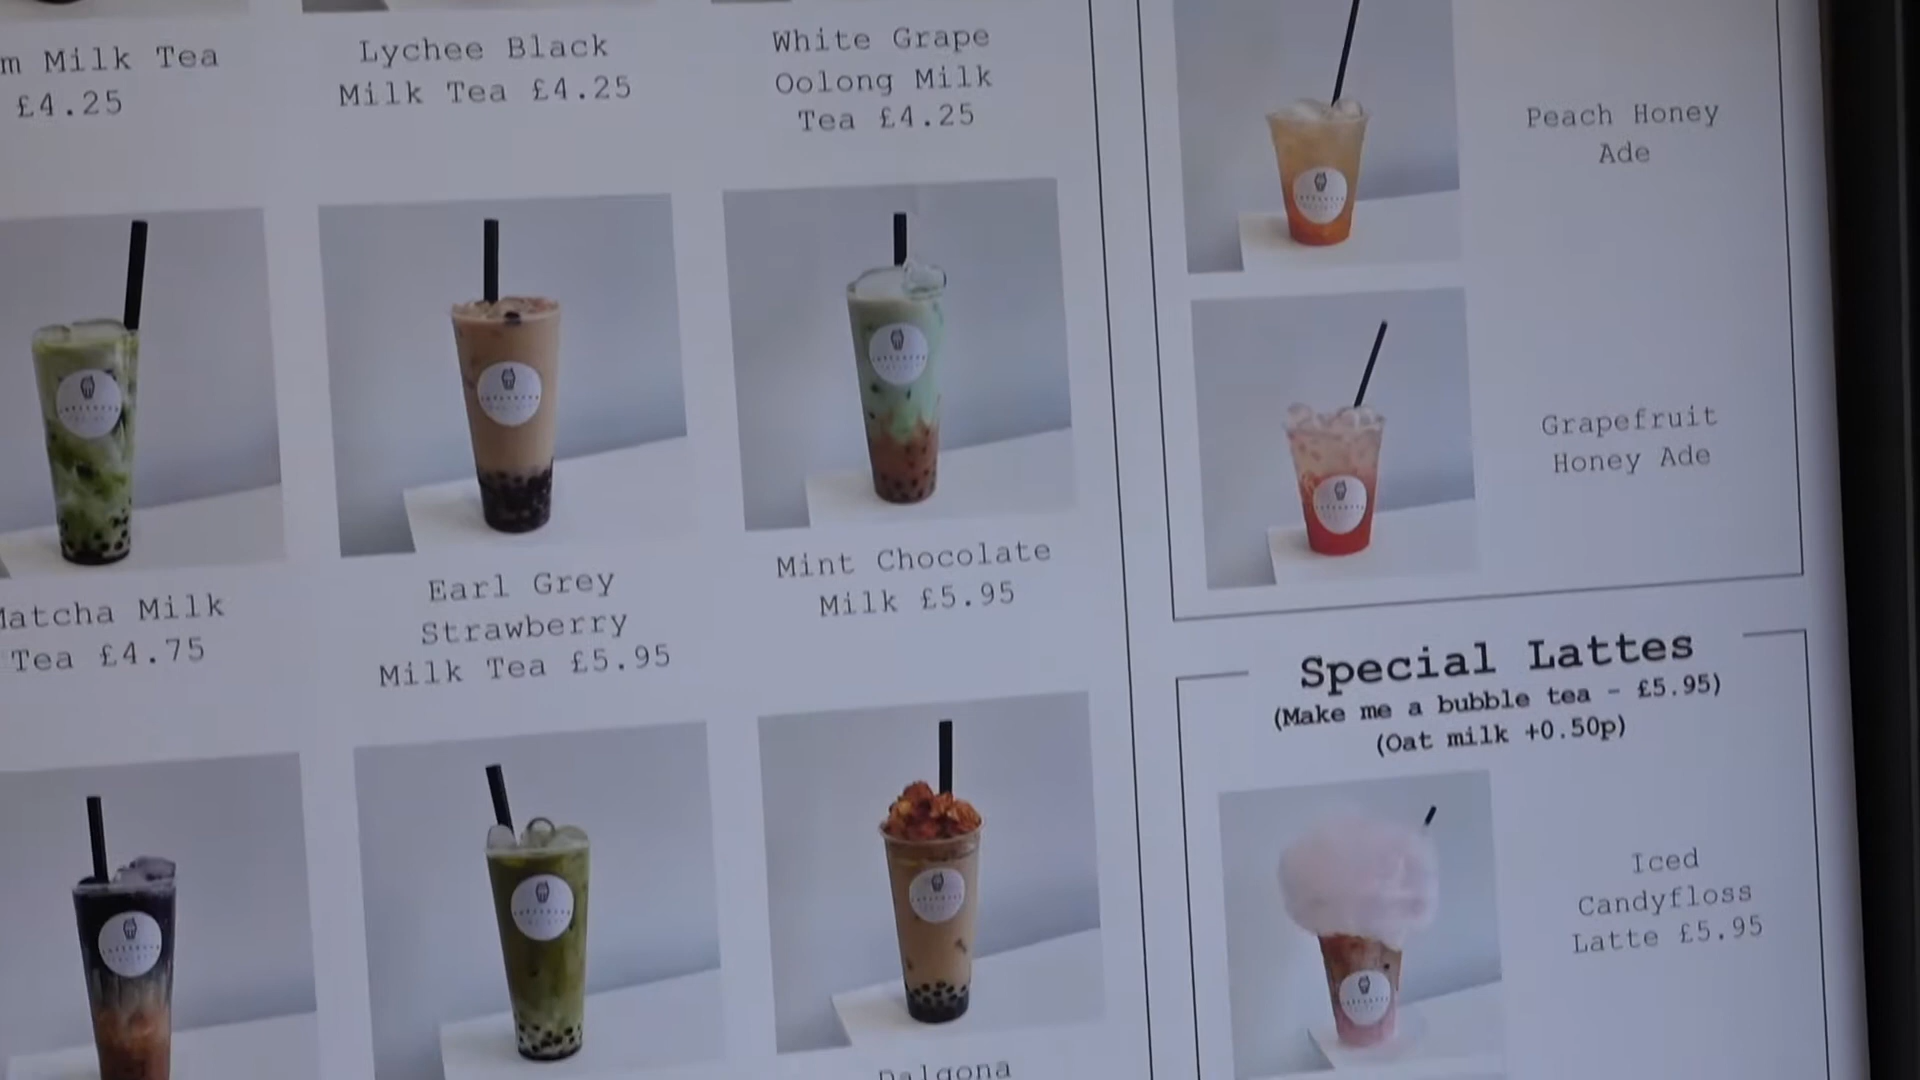 Milk Tea
£4.25
Lychee Black
Milk Tea £4.25
White Grape
Oolong Milk
Tea £4.25
Peach Honey
Ade
Matcha Milk
Tea £4.75
Earl Grey
Strawberry
Milk Tea £5.95
Mint Chocolate
Milk £5.95
Grapefruit
Honey Ade
Special Lattes
(Make me a bubble tea - £5.95)
(Oat milk +0.50p)
Iced
Candyfloss
Latte £5.95
Dalgona